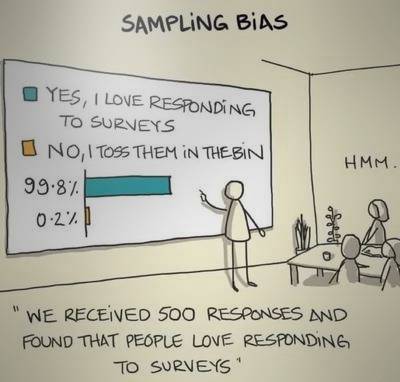 SAMPLING BIAS
YES, I LOVE RESPONDING
TO SURVEYS
NO, I TOSS THEM IN THE BIN
99.8%
0.2%
HMM.
"WE RECEIVED 500 RESPONSES AND
FOUND THAT PEOPLE LOVE RESPONDING
TO SURVEYS"